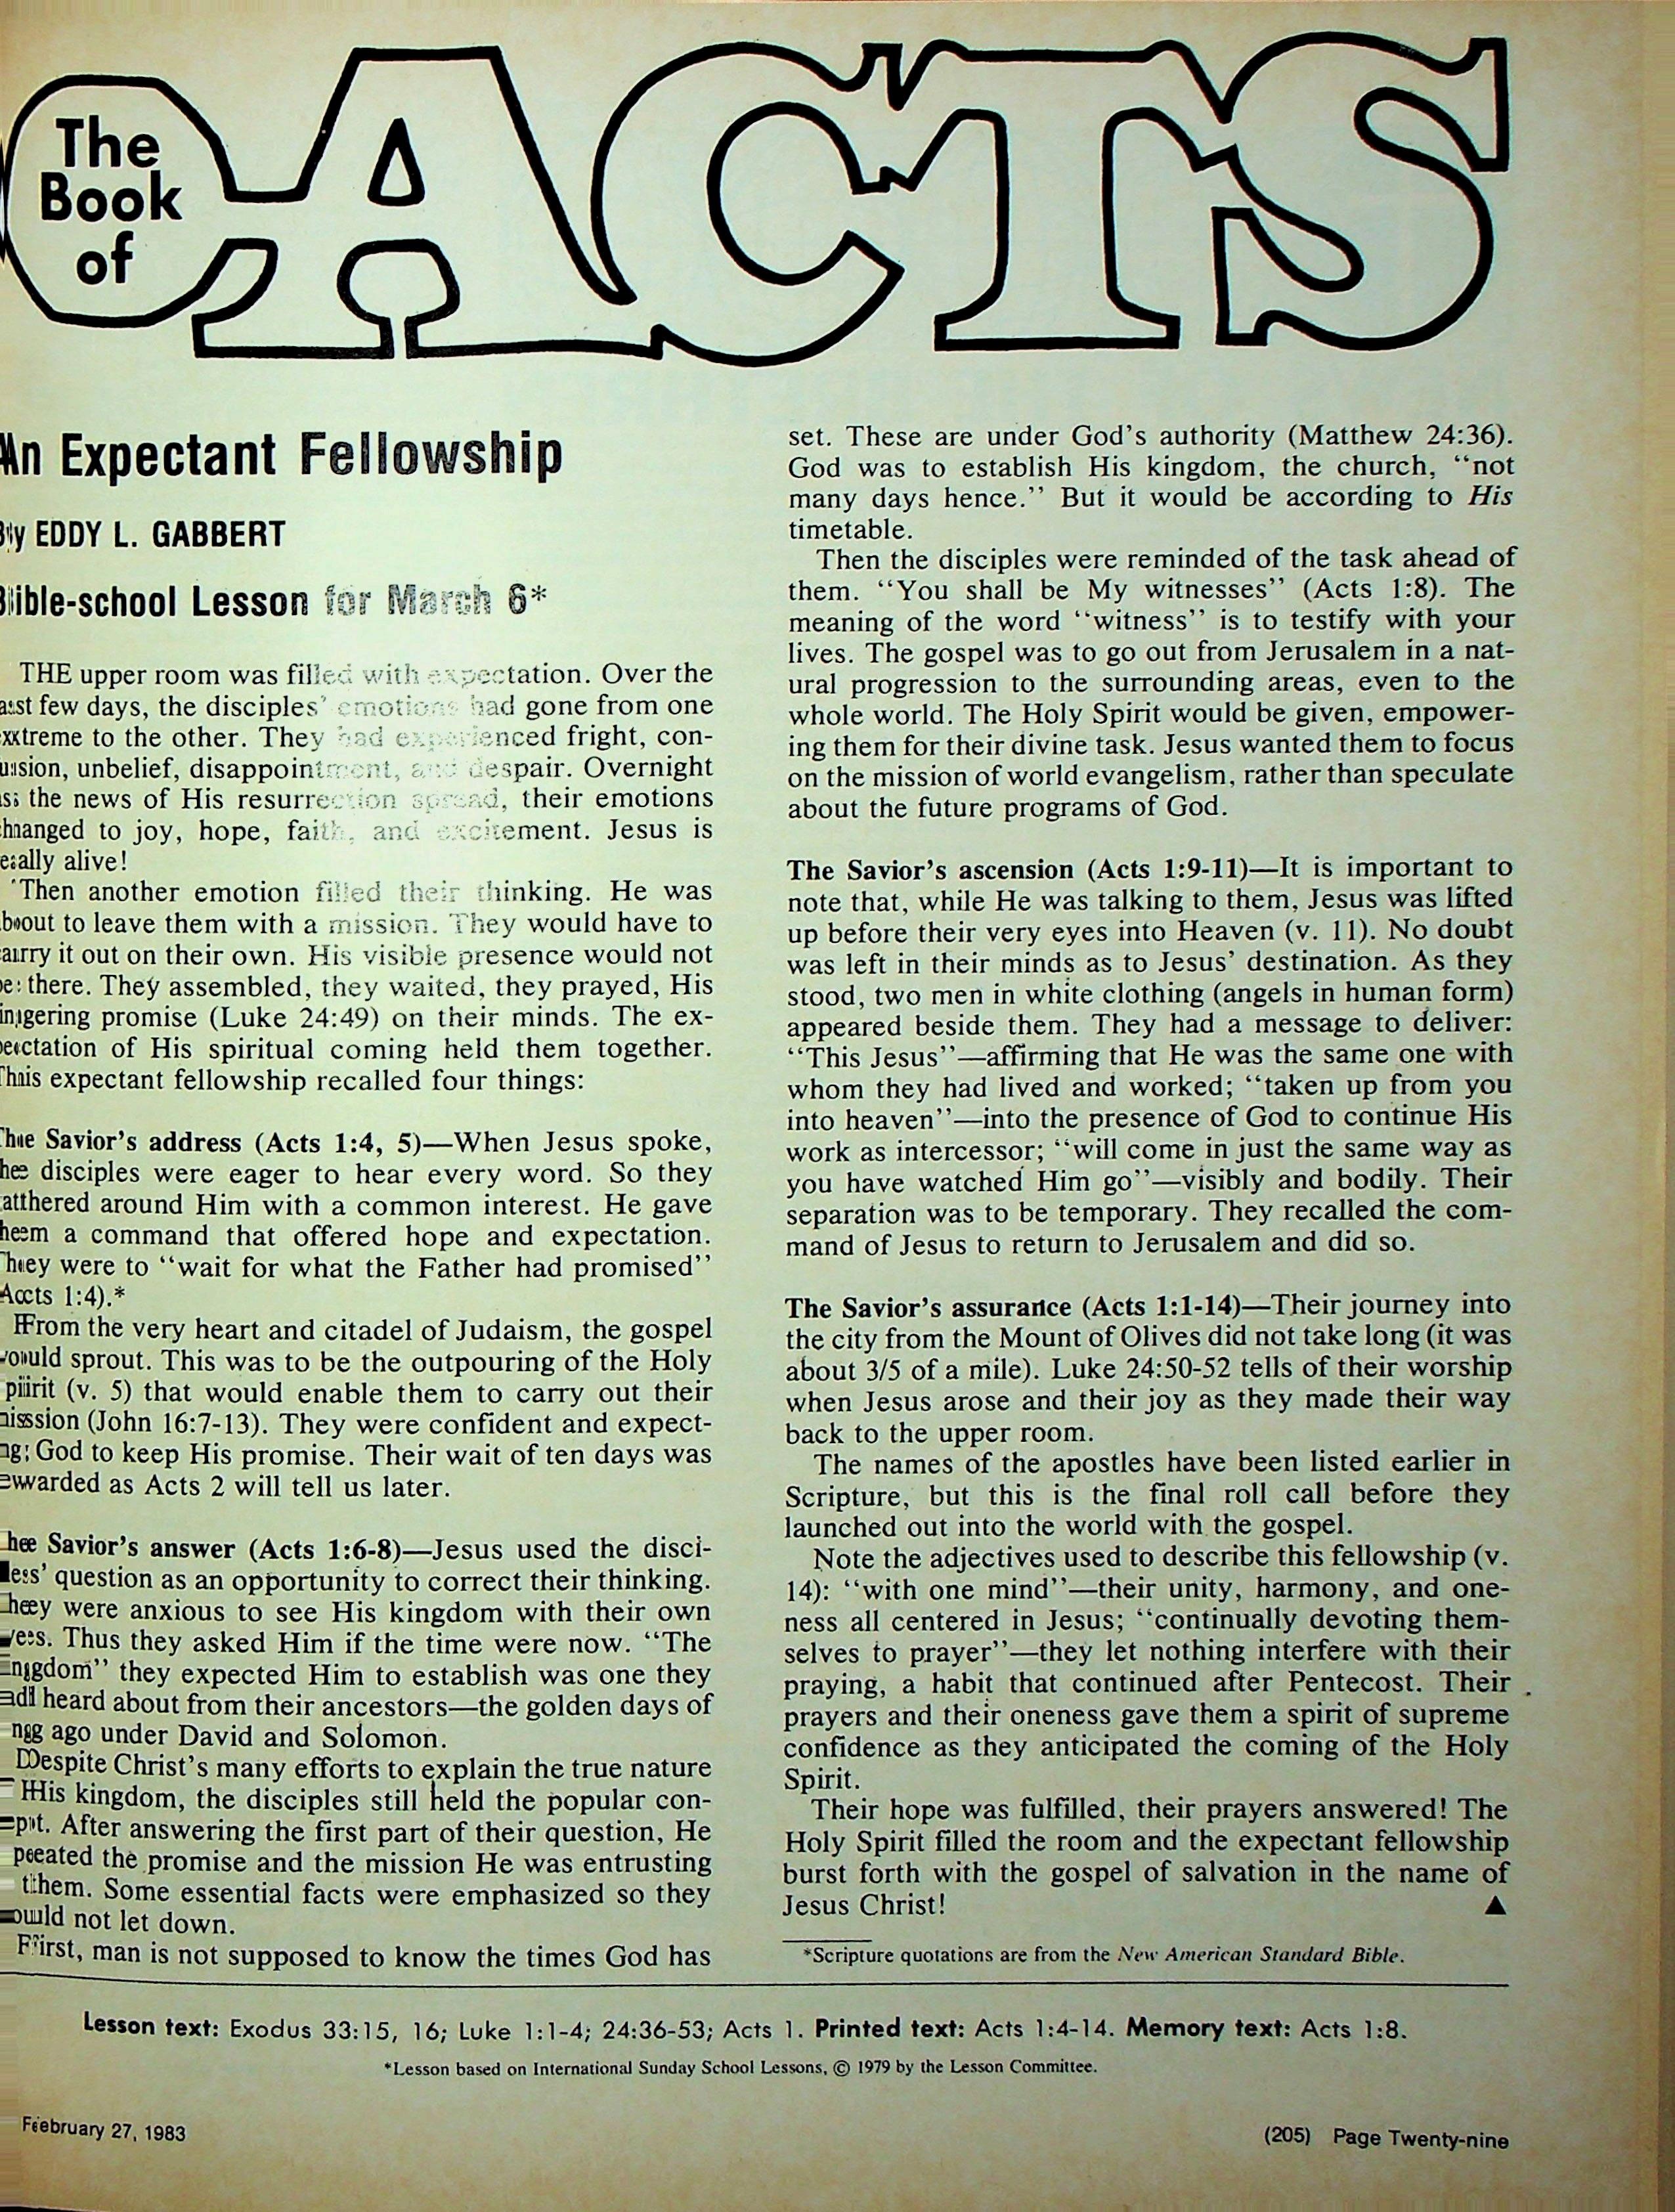 The
Book
of
ACTS
An Expectant Fellowship
By EDDY L. GABBERT
Bible-school Lesson for March 6*
THE upper room was filled with expectation. Over the
ast few days, the disciples' emotions had gone from one
xtreme to the other. They had experienced fright, con-
usion, unbelief, disappointment, and despair. Overnight
as the news of His resurrection spread, their emotions
hanged to joy, hope, faith, and excitement. Jesus is
eally alive!
Then another emotion filled their thinking. He was
bout to leave them with a mission. They would have to
arry it out on their own. His visible presence would not
be there. They assembled, they waited, they prayed, His
ingering promise (Luke 24:49) on their minds. The ex-
pectation of His spiritual coming held them together.
This expectant fellowship recalled four things:
The Savior's address (Acts 1:4, 5)—When Jesus spoke,
he disciples were eager to hear every word. So they
athered around Him with a common interest. He gave
hem a command that offered hope and expectation.
They were to "wait for what the Father had promised"
Acts 1:4).*
From the very heart and citadel of Judaism, the gospel
would sprout. This was to be the outpouring of the Holy
pirit (v. 5) that would enable them to carry out their
mission (John 16:7-13). They were confident and expect-
ng God to keep His promise. Their wait of ten days was
ewarded as Acts 2 will tell us later.
he Savior's answer (Acts 1:6-8)—Jesus used the disci-
les' question as an opportunity to correct their thinking.
hey were anxious to see His kingdom with their own
yes. Thus they asked Him if the time were now. "The
ngdom" they expected Him to establish was one they
ad heard about from their ancestors—the golden days of
ng ago under David and Solomon.
Despite Christ's many efforts to explain the true nature
His kingdom, the disciples still held the popular con-
ept. After answering the first part of their question, He
peated the promise and the mission He was entrusting
them. Some essential facts were emphasized so they
ould not let down.
First, man is not supposed to know the times God has
set. These are under God's authority (Matthew 24:36).
God was to establish His kingdom, the church, "not
many days hence." But it would be according to His
timetable.
Then the disciples were reminded of the task ahead of
them. "You shall be My witnesses" (Acts 1:8). The
meaning of the word "witness" is to testify with your
lives. The gospel was to go out from Jerusalem in a nat-
ural progression to the surrounding areas, even to the
whole world. The Holy Spirit would be given, empower-
ing them for their divine task. Jesus wanted them to focus
on the mission of world evangelism, rather than speculate
about the future programs of God.
The Savior's ascension (Acts 1:9-11)—It is important to
note that, while He was talking to them, Jesus was lifted
up before their very eyes into Heaven (v. 11). No doubt
was left in their minds as to Jesus' destination. As they
stood, two men in white clothing (angels in human form)
appeared beside them. They had a message to deliver:
"This Jesus"—affirming that He was the same one with
whom they had lived and worked; "taken up from you
into heaven"—into the presence of God to continue His
work as intercessor; "will come in just the same way as
you have watched Him go"—visibly and bodily. Their
separation was to be temporary. They recalled the com-
mand of Jesus to return to Jerusalem and did so.
The Savior's assurance (Acts 1:1-14)—Their journey into
the city from the Mount of Olives did not take long (it was
about 3/5 of a mile). Luke 24:50-52 tells of their worship
when Jesus arose and their joy as they made their way
back to the upper room.
The names of the apostles have been listed earlier in
Scripture, but this is the final roll call before they
launched out into the world with the gospel.
Note the adjectives used to describe this fellowship (v.
14): "with one mind"—their unity, harmony, and one-
ness all centered in Jesus; "continually devoting them-
selves to prayer"—they let nothing interfere with their
praying, a habit that continued after Pentecost. Their
prayers and their oneness gave them a spirit of supreme
confidence as they anticipated the coming of the Holy
Spirit.
Their hope was fulfilled, their prayers answered! The
Holy Spirit filled the room and the expectant fellowship
burst forth with the gospel of salvation in the name of
Jesus Christ! ▲
*Scripture quotations are from the New American Standard Bible.
Lesson text: Exodus 33:15, 16; Luke 1:1-4; 24:36-53; Acts 1. Printed text: Acts 1:4-14. Memory text: Acts 1:8.
*Lesson based on International Sunday School Lessons, © 1979 by the Lesson Committee.
February 27, 1983
(205) Page Twenty-nine